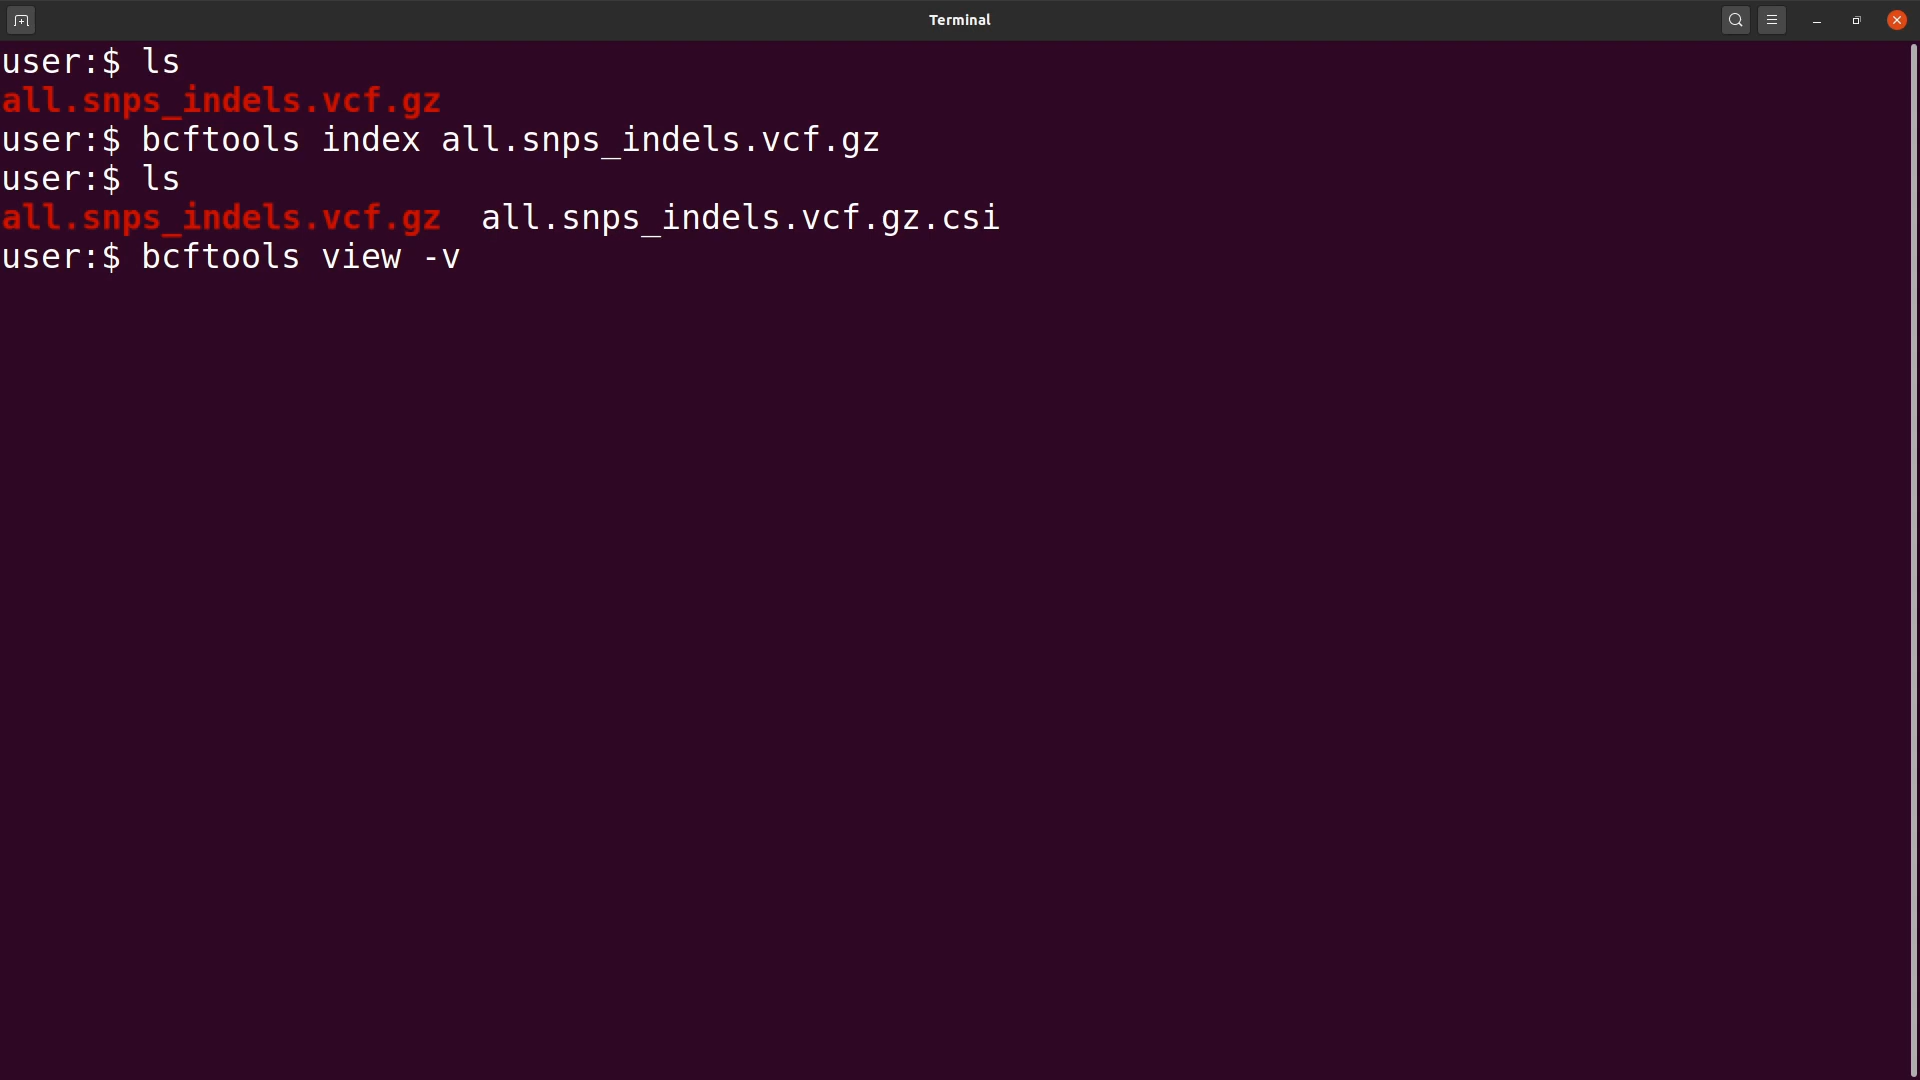 Terminal
user:$ ls
all.snps_indels.vcf.gz
user:$ bcftools index all.snps_indels.vcf.gz
user:$ ls
all.snps_indels.vcf.gz  all.snps_indels.vcf.gz.csi
user:$ bcftools view -v